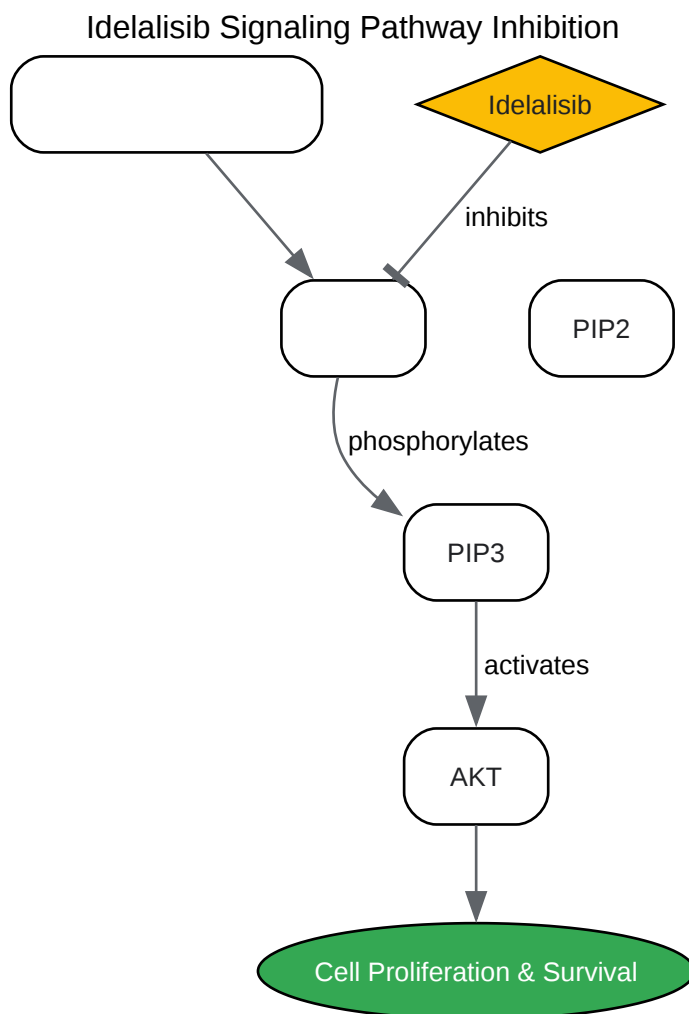 Idelalisib Signaling Pathway Inhibition
Idelalisib
inhibits
PIP2
phosphorylates
PIP3
activates
AKT
Cell Proliferation & Survival